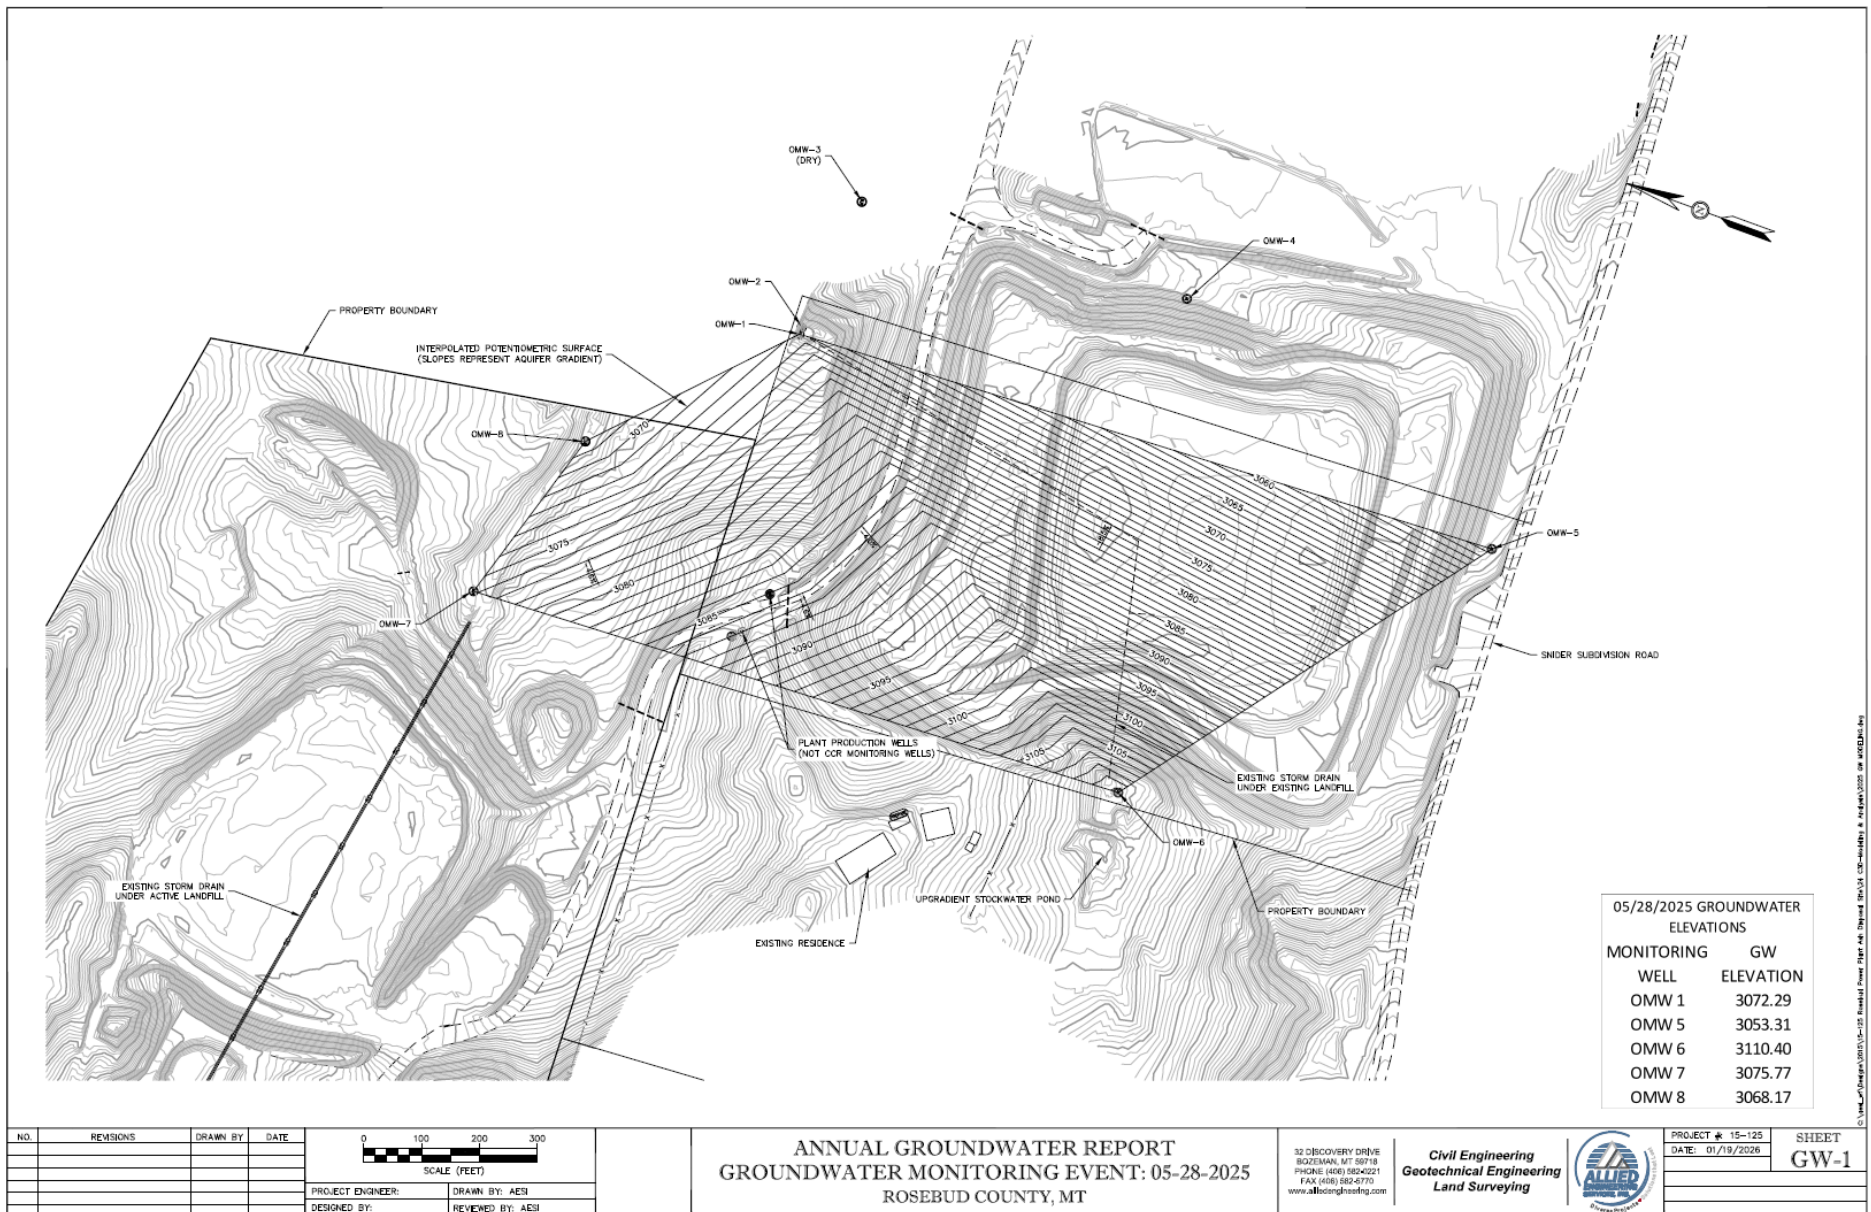 OMW-3
(DRY)
OMW-4
OMW-2
PROPERTY BOUNDARY
OMW-1
INTERPOLATED POTENTIOMETRIC SURFACE
(SLOPES REPRESENT AQUIFER GRADIENT)
OMW-8
3070
3060
3065
3070
OMW-5
3075
3075
3080
3080
OMW-7
3085
3085
3090
3090
SNIDER SUBDIVISION ROAD
3095
3095
3100
3100
3105
3105
PLANT PRODUCTION WELLS
(NOT CCR MONITORING WELLS)
EXISTING STORM DRAIN
UNDER EXISTING LANDFILL
OMW-6
EXISTING STORM DRAIN
UNDER ACTIVE LANDFILL
UPGRADIENT STOCKWATER POND
PROPERTY BOUNDARY
EXISTING RESIDENCE
05/28/2025 GROUNDWATER
ELEVATIONS
MONITORING GW
WELL ELEVATION
OMW 1 3072.29
OMW 5 3053.31
OMW 6 3110.40
OMW 7 3075.77
OMW 8 3068.17
NO. REVISIONS DRAWN BY DATE
0 100 200 300
SCALE (FEET)
PROJECT ENGINEER: DRAWN BY: AESI
DESIGNED BY: REVIEWED BY: AESI
ANNUAL GROUNDWATER REPORT
GROUNDWATER MONITORING EVENT: 05-28-2025
ROSEBUD COUNTY, MT
32 DISCOVERY DRIVE
BOZEMAN, MT 59718
PHONE (406) 582-0221
FAX (406) 582-5770
www.alliedengineering.com
Civil Engineering
Geotechnical Engineering
Land Surveying
ALLIED
ENGINEERING
SERVICES, INC.
PROJECT # 15-125
DATE: 01/19/2026
SHEET
GW-1